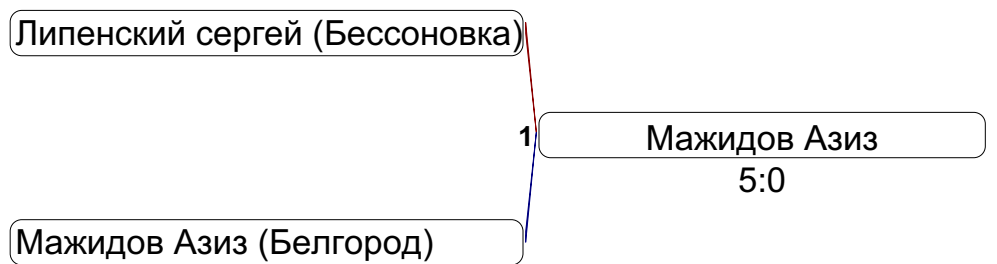 Липенский сергей (Бессоновка)
1
Мажидов Азиз
5:0
Мажидов Азиз (Белгород)